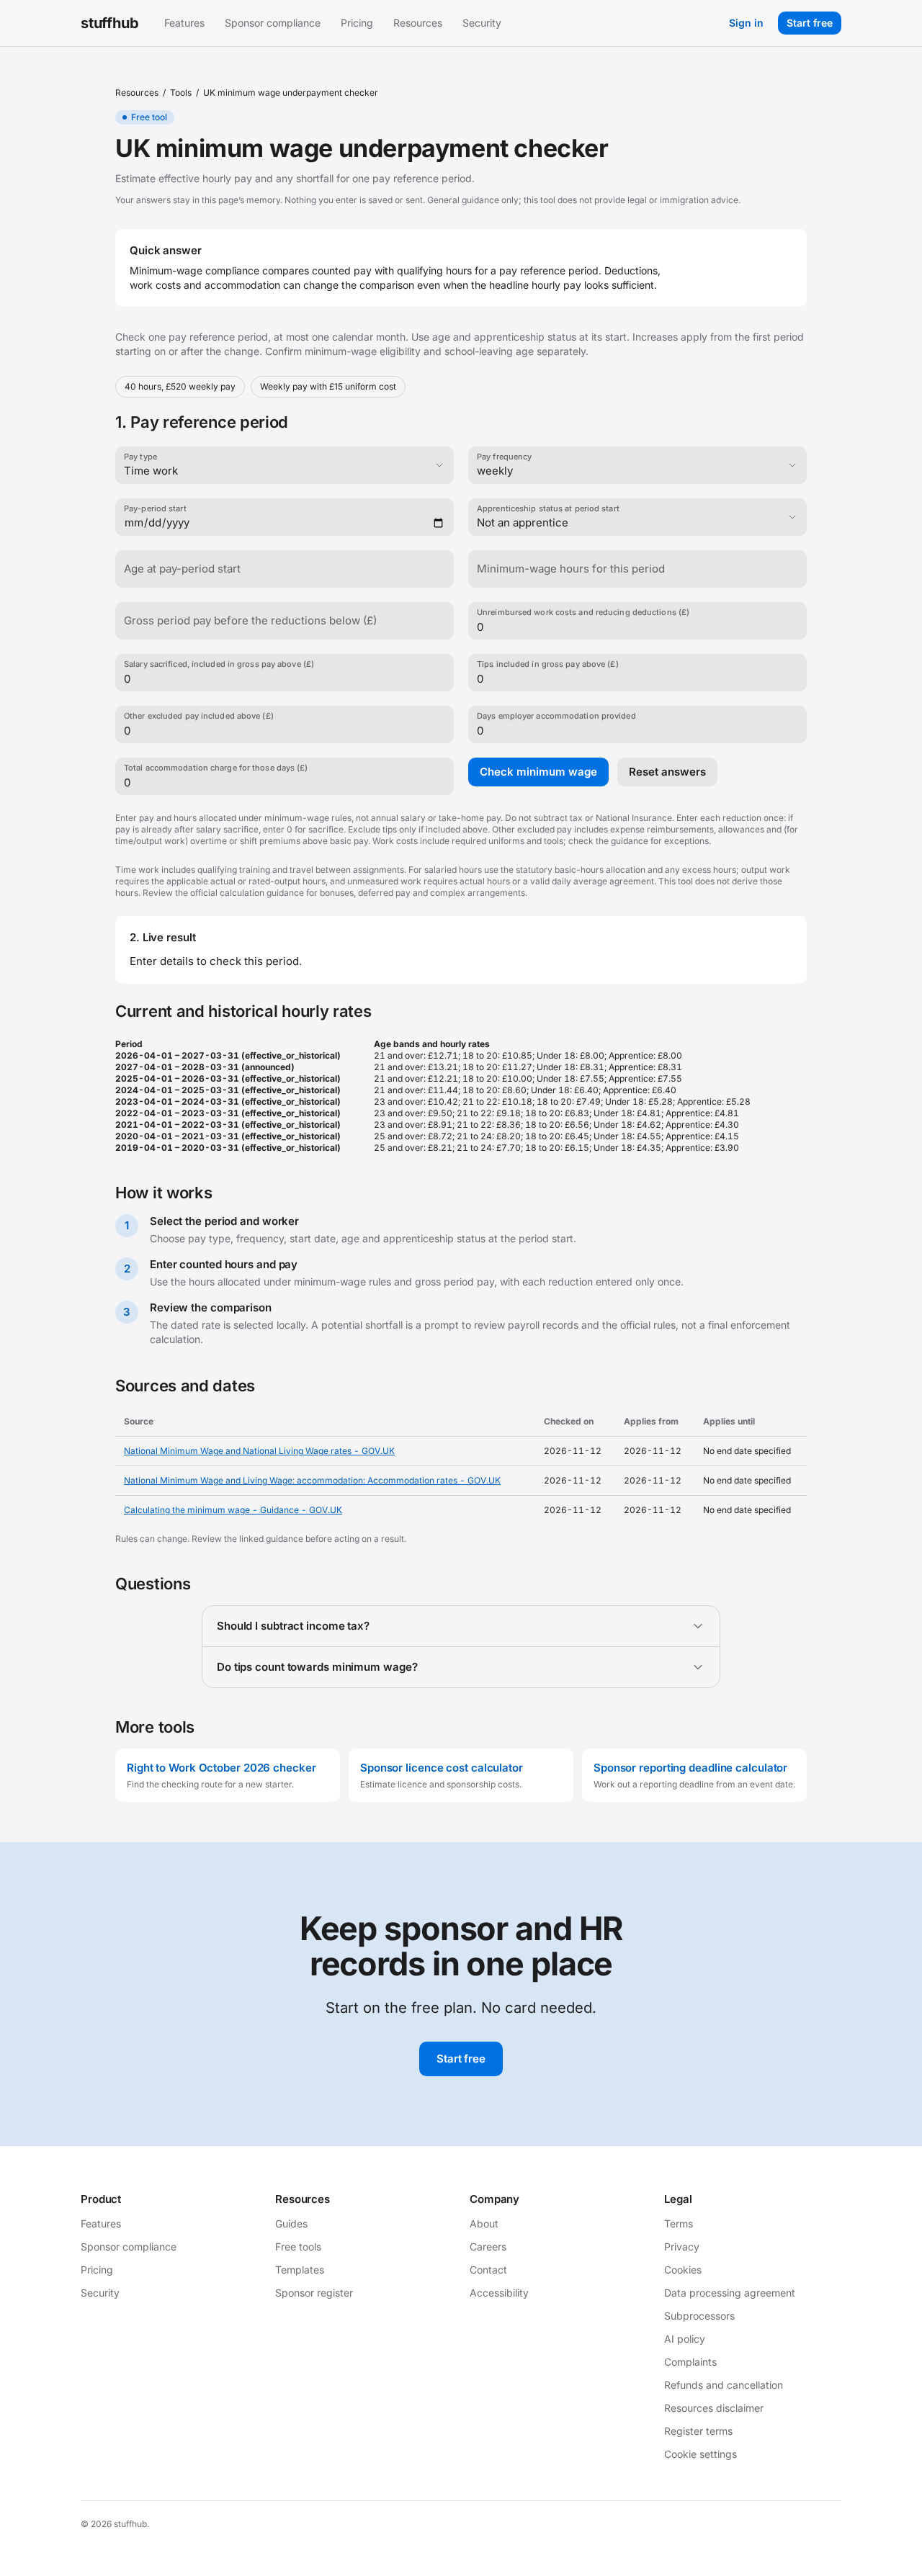 stuffhub
Features
Sponsor compliance
Pricing
Resources
Security
Sign in
Start free
Resources / Tools / UK minimum wage underpayment checker
Free tool
UK minimum wage underpayment checker
Estimate effective hourly pay and any shortfall for one pay reference period.
Your answers stay in this page's memory. Nothing you enter is saved or sent. General guidance only; this tool does not provide legal or immigration advice.
Quick answer
Minimum-wage compliance compares counted pay with qualifying hours for a pay reference period. Deductions,
work costs and accommodation can change the comparison even when the headline hourly pay looks sufficient.
Check one pay reference period, at most one calendar month. Use age and apprenticeship status at its start. Increases apply from the first period
starting on or after the change. Confirm minimum-wage eligibility and school-leaving age separately.
40 hours, £520 weekly pay
Weekly pay with £15 uniform cost
1. Pay reference period
Pay type
Time work
Pay frequency
weekly
Pay-period start
mm/dd/yyyy
Apprenticeship status at period start
Not an apprentice
Age at pay-period start
Minimum-wage hours for this period
Gross period pay before the reductions below (£)
Unreimbursed work costs and reducing deductions (£)
0
Salary sacrificed, included in gross pay above (£)
0
Tips included in gross pay above (£)
0
Other excluded pay included above (£)
0
Days employer accommodation provided
0
Total accommodation charge for those days (£)
0
Check minimum wage
Reset answers
Enter pay and hours allocated under minimum-wage rules, not annual salary or take-home pay. Do not subtract tax or National Insurance. Enter each reduction once: if
pay is already after salary sacrifice, enter 0 for sacrifice. Exclude tips only if included above. Other excluded pay includes expense reimbursements, allowances and (for
time/output work) overtime or shift premiums above basic pay. Work costs include required uniforms and tools; check the guidance for exceptions.
Time work includes qualifying training and travel between assignments. For salaried hours use the statutory basic-hours allocation and any excess hours; output work
requires the applicable actual or rated-output hours, and unmeasured work requires actual hours or a valid daily average agreement. This tool does not derive those
hours. Review the official calculation guidance for bonuses, deferred pay and complex arrangements.
2. Live result
Enter details to check this period.
Current and historical hourly rates
Period
Age bands and hourly rates
2026-04-01 – 2027-03-31 (effective_or_historical)
21 and over: £12.71; 18 to 20: £10.85; Under 18: £8.00; Apprentice: £8.00
2027-04-01 – 2028-03-31 (announced)
21 and over: £13.21; 18 to 20: £11.27; Under 18: £8.31; Apprentice: £8.31
2025-04-01 – 2026-03-31 (effective_or_historical)
21 and over: £12.21; 18 to 20: £10.00; Under 18: £7.55; Apprentice: £7.55
2024-04-01 – 2025-03-31 (effective_or_historical)
21 and over: £11.44; 18 to 20: £8.60; Under 18: £6.40; Apprentice: £6.40
2023-04-01 – 2024-03-31 (effective_or_historical)
23 and over: £10.42; 21 to 22: £10.18; 18 to 20: £7.49; Under 18: £5.28; Apprentice: £5.28
2022-04-01 – 2023-03-31 (effective_or_historical)
23 and over: £9.50; 21 to 22: £9.18; 18 to 20: £6.83; Under 18: £4.81; Apprentice: £4.81
2021-04-01 – 2022-03-31 (effective_or_historical)
23 and over: £8.91; 21 to 22: £8.36; 18 to 20: £6.56; Under 18: £4.62; Apprentice: £4.30
2020-04-01 – 2021-03-31 (effective_or_historical)
25 and over: £8.72; 21 to 24: £8.20; 18 to 20: £6.45; Under 18: £4.55; Apprentice: £4.15
2019-04-01 – 2020-03-31 (effective_or_historical)
25 and over: £8.21; 21 to 24: £7.70; 18 to 20: £6.15; Under 18: £4.35; Apprentice: £3.90
How it works
1
Select the period and worker
Choose pay type, frequency, start date, age and apprenticeship status at the period start.
2
Enter counted hours and pay
Use the hours allocated under minimum-wage rules and gross period pay, with each reduction entered only once.
3
Review the comparison
The dated rate is selected locally. A potential shortfall is a prompt to review payroll records and the official rules, not a final enforcement
calculation.
Sources and dates
Source
Checked on
Applies from
Applies until
National Minimum Wage and National Living Wage rates - GOV.UK
2026-11-12
2026-11-12
No end date specified
National Minimum Wage and Living Wage: accommodation: Accommodation rates - GOV.UK
2026-11-12
2026-11-12
No end date specified
Calculating the minimum wage - Guidance - GOV.UK
2026-11-12
2026-11-12
No end date specified
Rules can change. Review the linked guidance before acting on a result.
Questions
Should I subtract income tax?
Do tips count towards minimum wage?
More tools
Right to Work October 2026 checker
Find the checking route for a new starter.
Sponsor licence cost calculator
Estimate licence and sponsorship costs.
Sponsor reporting deadline calculator
Work out a reporting deadline from an event date.
Keep sponsor and HR
records in one place
Start on the free plan. No card needed.
Start free
Product
Features
Sponsor compliance
Pricing
Security
Resources
Guides
Free tools
Templates
Sponsor register
Company
About
Careers
Contact
Accessibility
Legal
Terms
Privacy
Cookies
Data processing agreement
Subprocessors
AI policy
Complaints
Refunds and cancellation
Resources disclaimer
Register terms
Cookie settings
© 2026 stuffhub.